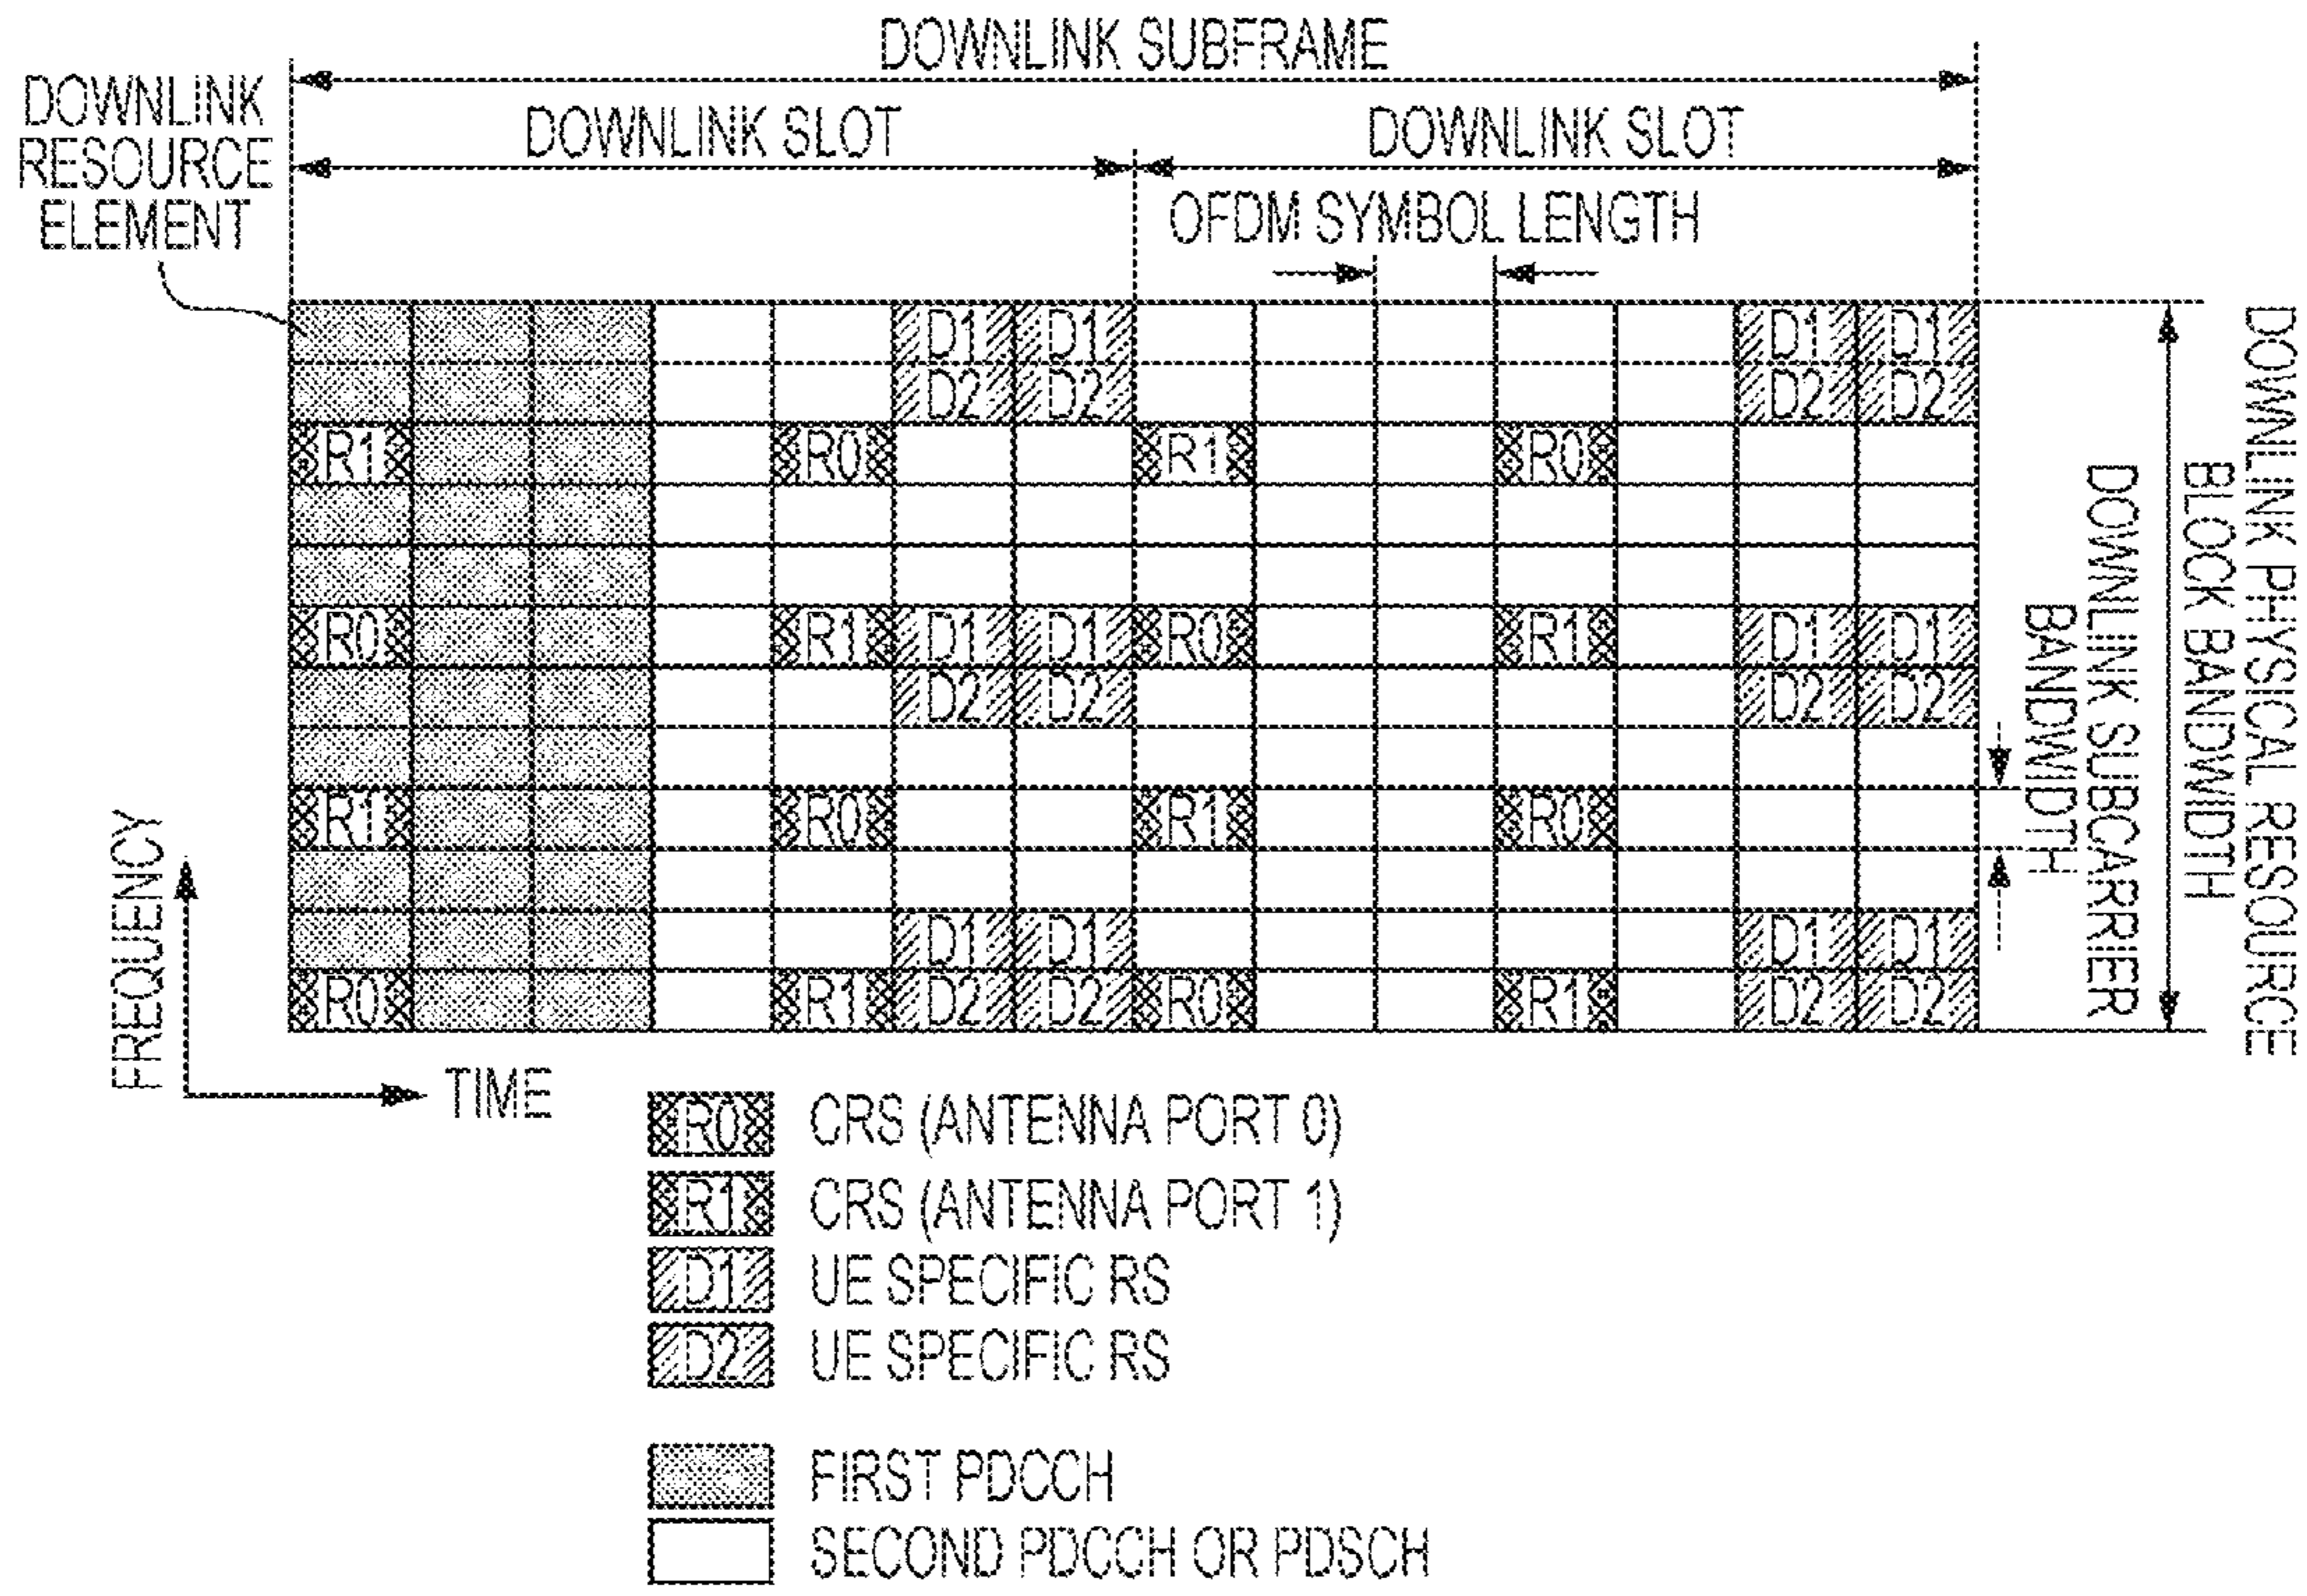 DOWNLINK SUBFRAME
DOWNLINK
RESOURCE
ELEMENT
DOWNLINK SLOT DOWNLINK SLOT
OFDM SYMBOL LENGTH
D1 D1 D1 D1
D2 D2 D2 D2
R1 R0 R1 R0
R0 R1 D1 D1 R0 R1 D1 D1
D2 D2 D2 D2
R1 R0 R1 R0
D1 D1 D1 D1
R0 R1 D2 D2 R0 R1 D2 D2
DOWNLINK PHYSICAL RESOURCE
BLOCK BANDWIDTH
DOWNLINK SUBCARRIER
BANDWIDTH
FREQUENCY
TIME
R0 CRS (ANTENNA PORT 0)
R1 CRS (ANTENNA PORT 1)
D1 UE SPECIFIC RS
D2 UE SPECIFIC RS
FIRST PDCCH
SECOND PDCCH OR PDSCH